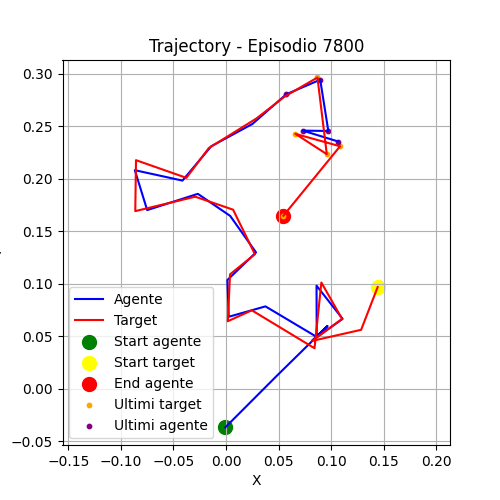 Trajectory - Episodio 7800
0.30
0.25
0.20
0.15
0.10
0.05
0.00
−0.05
Agente
Target
Start agente
Start target
End agente
Ultimi target
Ultimi agente
−0.15 −0.10 −0.05 0.00 0.05 0.10 0.15 0.20
X